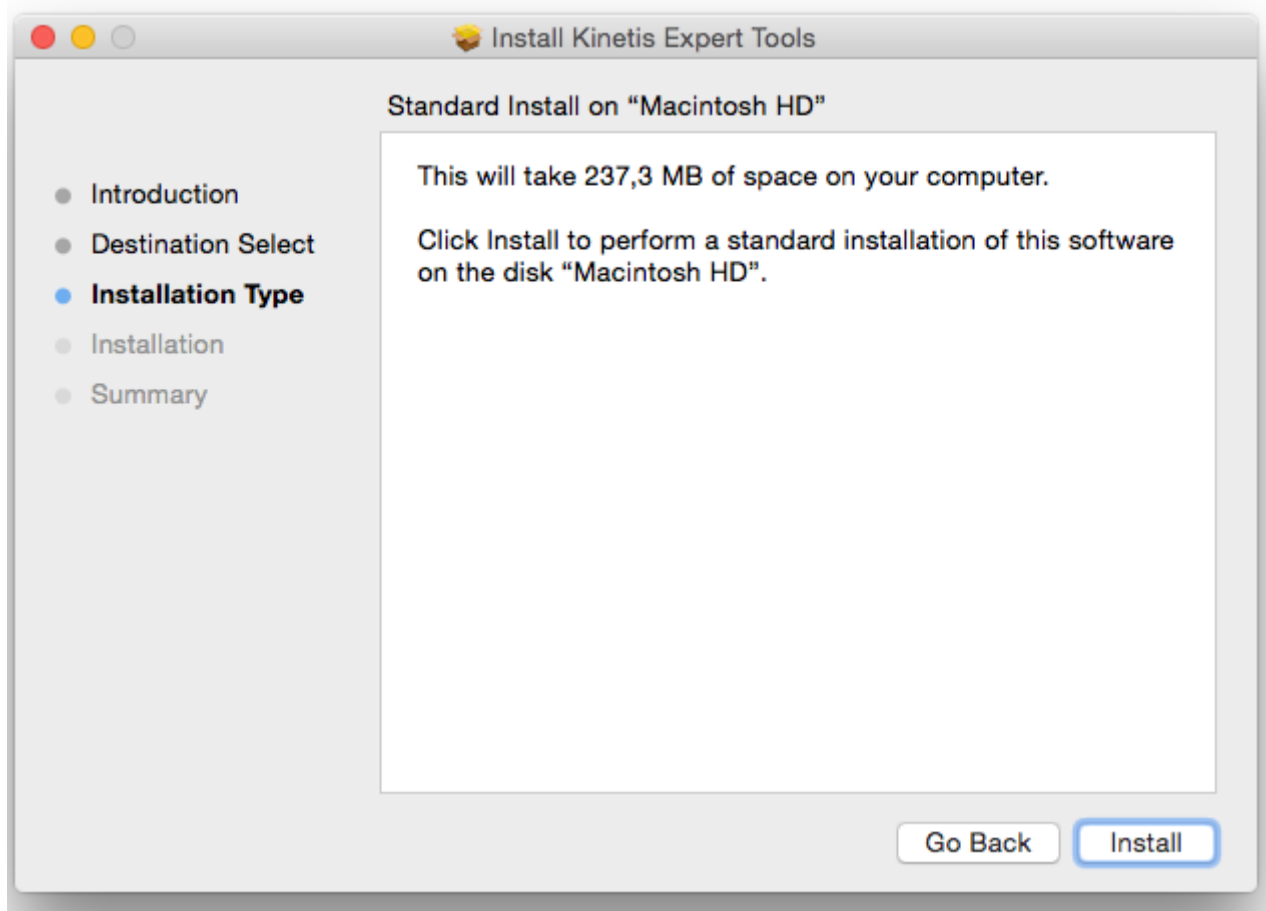 Install Kinetis Expert Tools
Standard Install on “Macintosh HD”
Introduction
Destination Select
Installation Type
Installation
Summary
This will take 237,3 MB of space on your computer.
Click Install to perform a standard installation of this software
on the disk “Macintosh HD”.
Go Back
Install